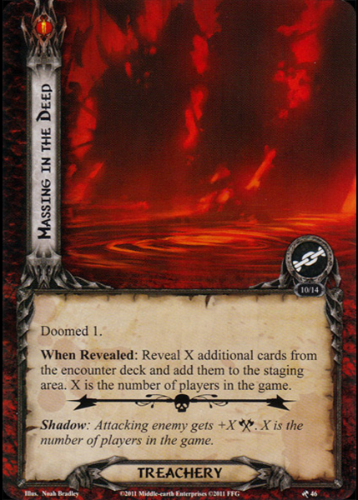 MASSING IN THE DEEP
10/14
Doomed 1.
When Revealed: Reveal X additional cards from
the encounter deck and add them to the staging
area. X is the number of players in the game.
Shadow: Attacking enemy gets +X. X is the
number of players in the game.
TREACHERY
Illus. Noah Bradley ©2011 Middle-earth Enterprises ©2011 FFG 46